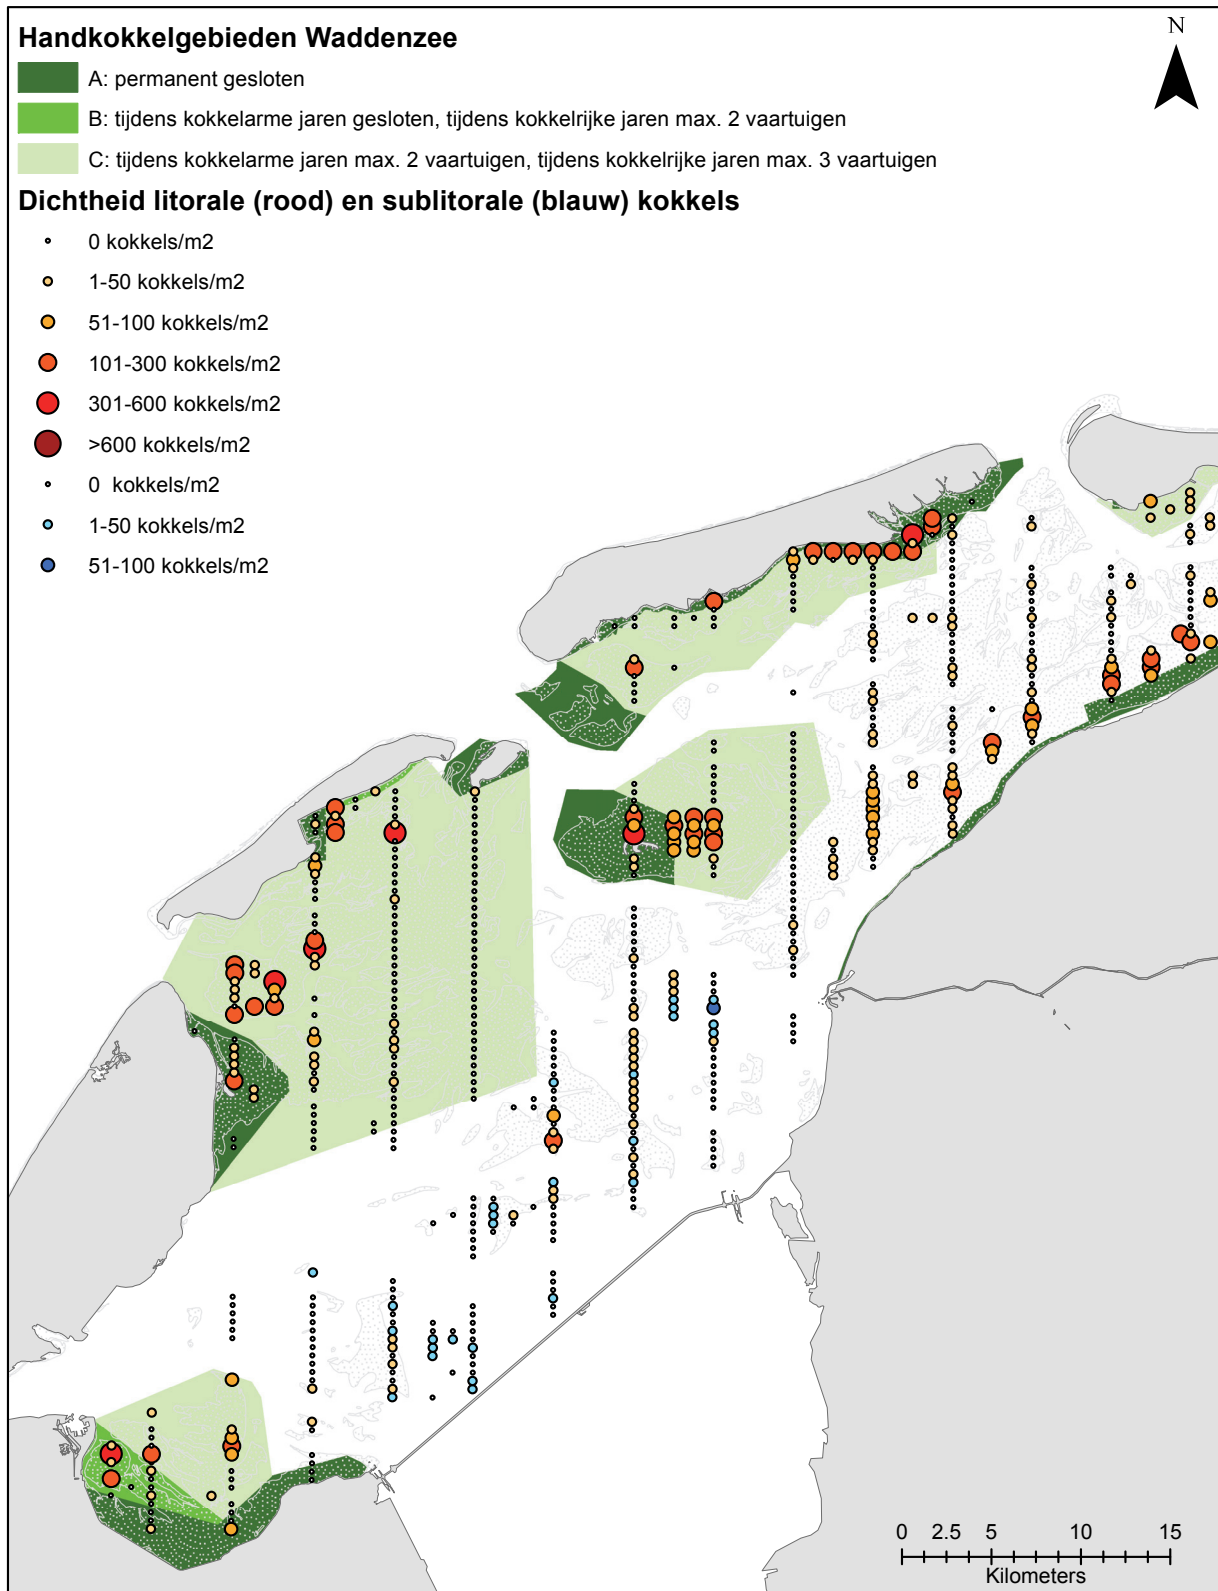 Handkokkelgebieden Waddenzee
N
A: permanent gesloten
B: tijdens kokkelarme jaren gesloten, tijdens kokkelrijke jaren max. 2 vaartuigen
C: tijdens kokkelarme jaren max. 2 vaartuigen, tijdens kokkelrijke jaren max. 3 vaartuigen
Dichtheid litorale (rood) en sublitorale (blauw) kokkels
0 kokkels/m2
1-50 kokkels/m2
51-100 kokkels/m2
101-300 kokkels/m2
301-600 kokkels/m2
>600 kokkels/m2
0 kokkels/m2
1-50 kokkels/m2
51-100 kokkels/m2
0 2.5 5 10 15
Kilometers